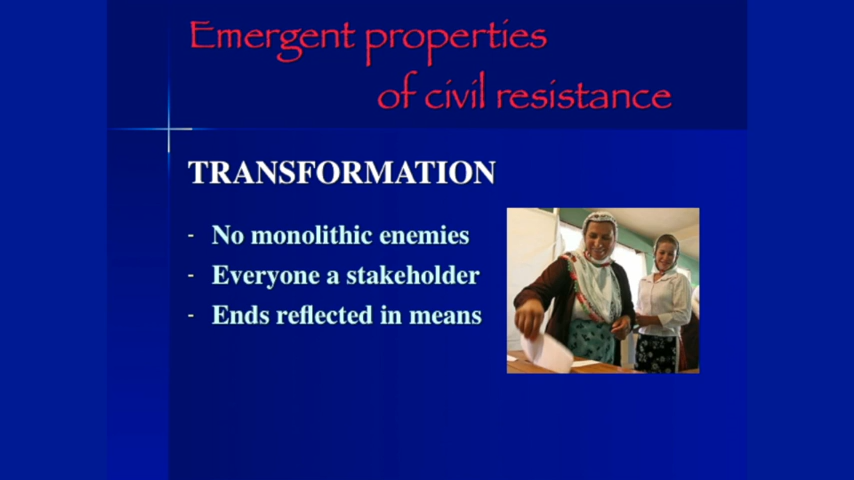 Emergent properties
of civil resistance
TRANSFORMATION
- No monolithic enemies
- Everyone a stakeholder
- Ends reflected in means